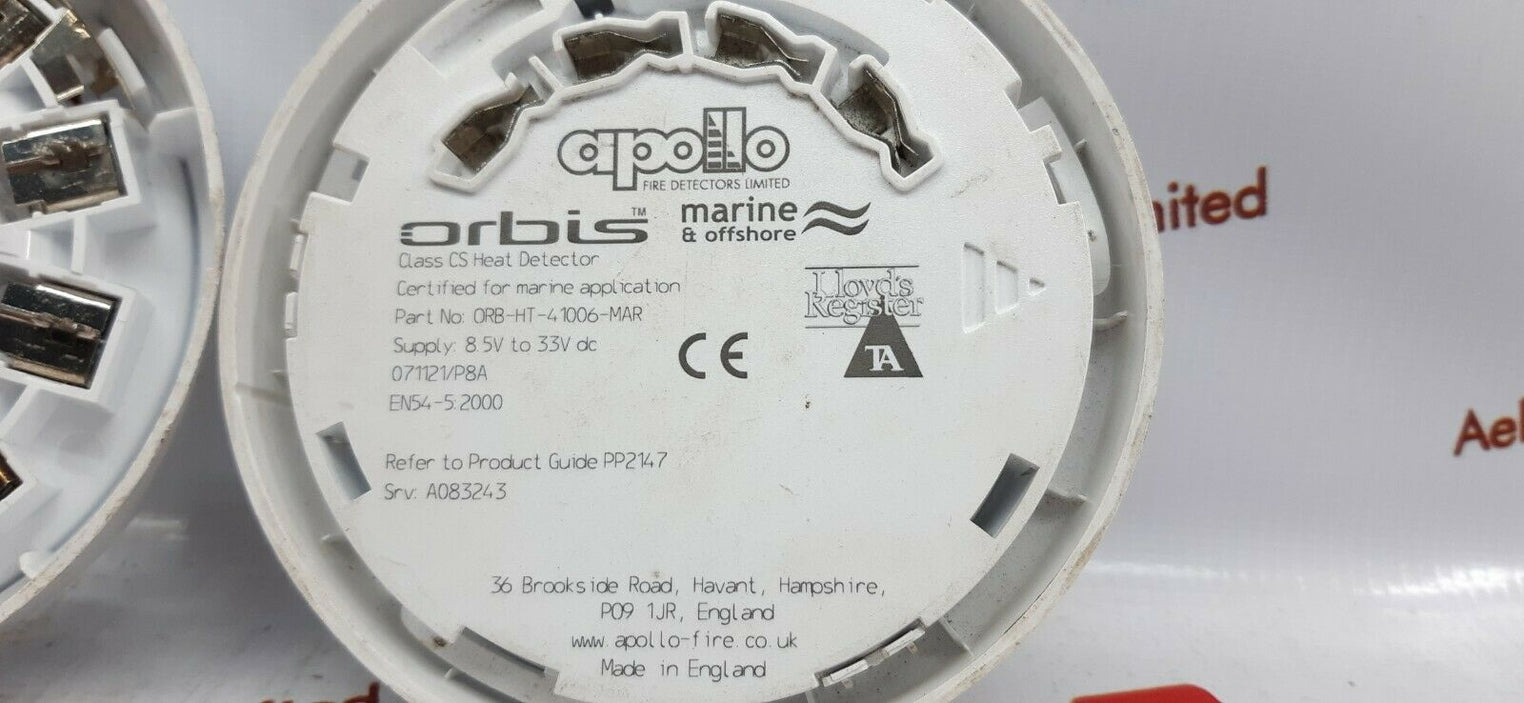 apollo
FIRE DETECTORS LIMITED
orbis™ marine
& offshore
Class CS Heat Detector
Certified for marine application
Part No: ORB-HT-41006-MAR
Supply: 8.5V to 33V dc
071121/P8A
EN54-5:2000
Lloyd's
Register
CE
TA
Refer to Product Guide PP2147
Srv: A083243
36 Brookside Road, Havant, Hampshire,
PO9 1JR, England
www.apollo-fire.co.uk
Made in England